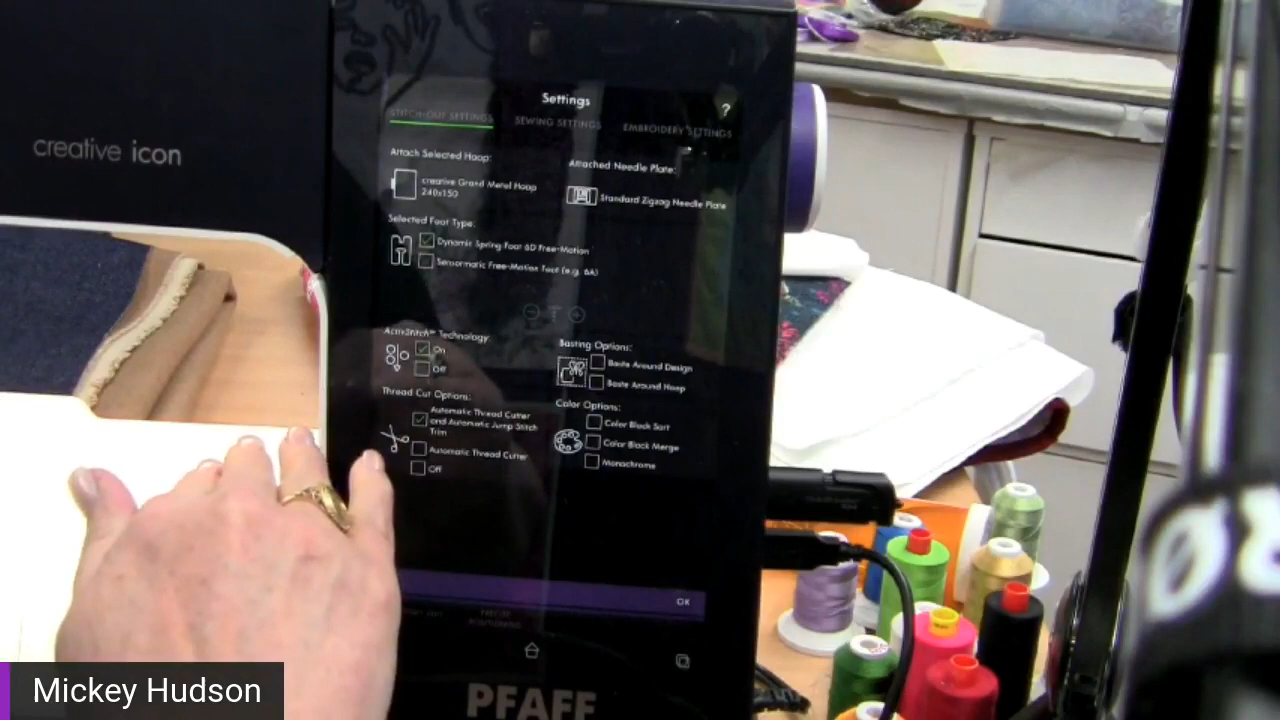 creative icon
Settings
?
STITCH-OUT SETTINGS
SEWING SETTINGS
EMBROIDERY SETTINGS
Attach Selected Hoop:
creative Grand Metal Hoop
240x150
Attached Needle Plate:
Standard Zigzag Needle Plate
Selected Foot Type:
Dynamic Spring Foot 6D Free-Motion
Sensormatic Free-Motion Foot (e.g. 6A)
ActivStitch™ Technology:
On
Off
Thread Cut Options:
Automatic Thread Cutter
and Automatic Jump Stitch
Trim
Automatic Thread Cutter
Off
Basting Options:
Baste Around Design
Baste Around Hoop
Color Options:
Color Block Sort
Color Block Merge
Monochrome
OK
PFAFF
Mickey Hudson